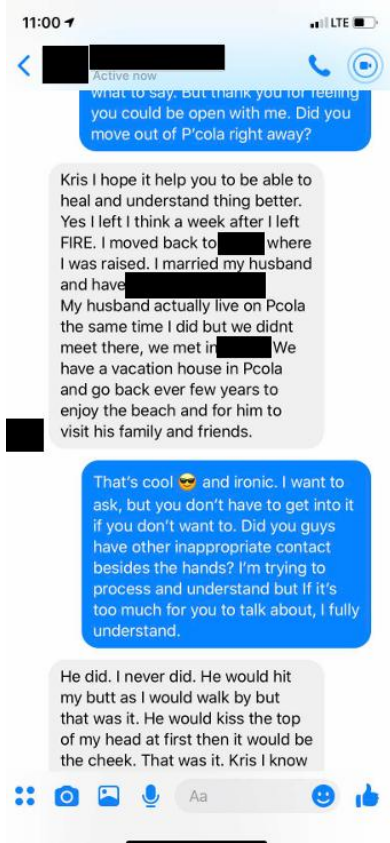 11:00
LTE
Active now
what to say. But thank you for feeling
you could be open with me. Did you
move out of P'cola right away?
Kris I hope it help you to be able to
heal and understand thing better.
Yes I left I think a week after I left
FIRE. I moved back to where
I was raised. I married my husband
and have
My husband actually live on Pcola
the same time I did but we didnt
meet there, we met in We
have a vacation house in Pcola
and go back ever few years to
enjoy the beach and for him to
visit his family and friends.
That's cool 😎 and ironic. I want to
ask, but you don't have to get into it
if you don't want to. Did you guys
have other inappropriate contact
besides the hands? I'm trying to
process and understand but If it's
too much for you to talk about, I fully
understand.
He did. I never did. He would hit
my butt as I would walk by but
that was it. He would kiss the top
of my head at first then it would be
the cheek. That was it. Kris I know
Aa